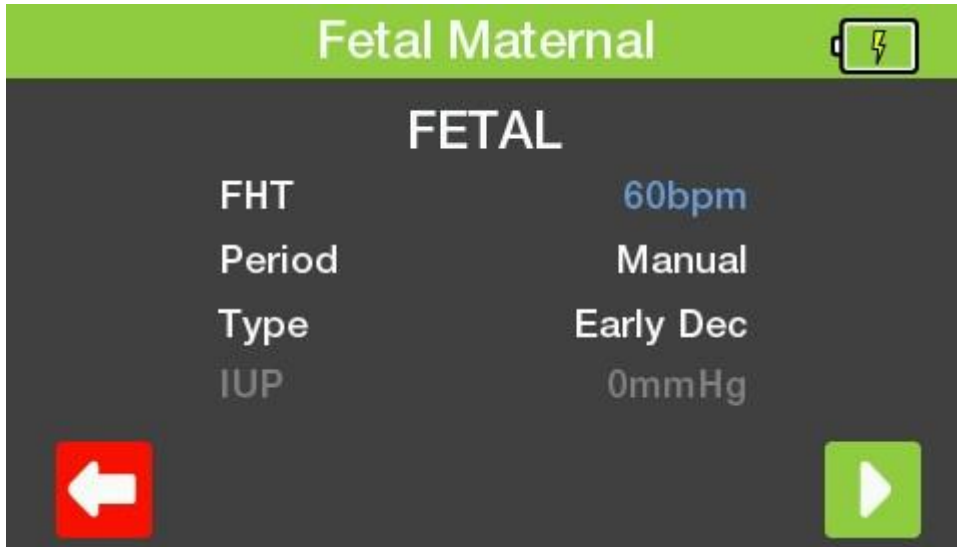 Fetal Maternal
FETAL
FHT 60bpm
Period Manual
Type Early Dec
IUP 0mmHg